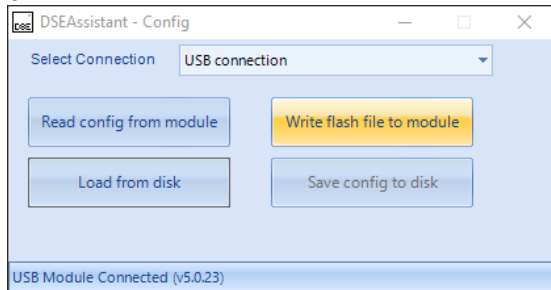 DSE DSEAssistant - Config
Select Connection USB connection
Read config from module Write flash file to module
Load from disk Save config to disk
USB Module Connected (v5.0.23)